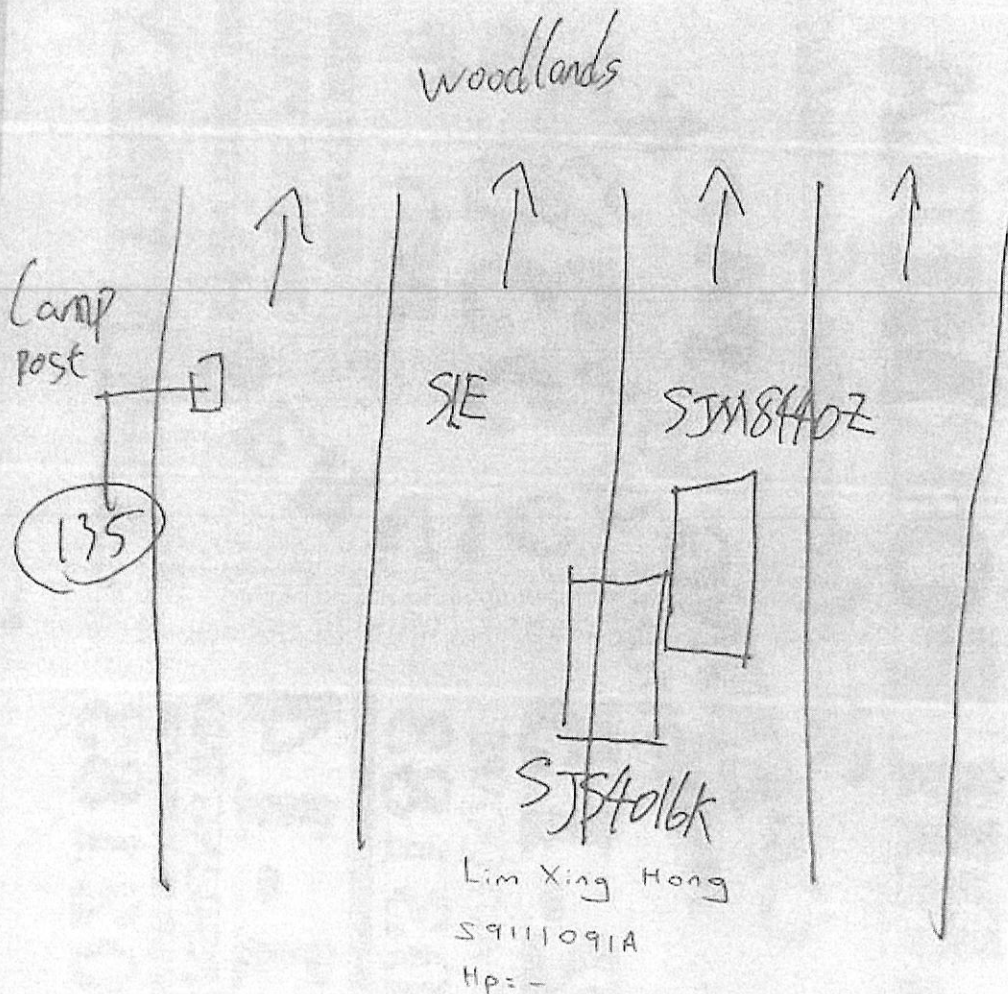 woodlands
Lamp
post
SLE
SJM8440Z
135
SJS4016K
Lim Xing Hong
S9111091A
Hp: -